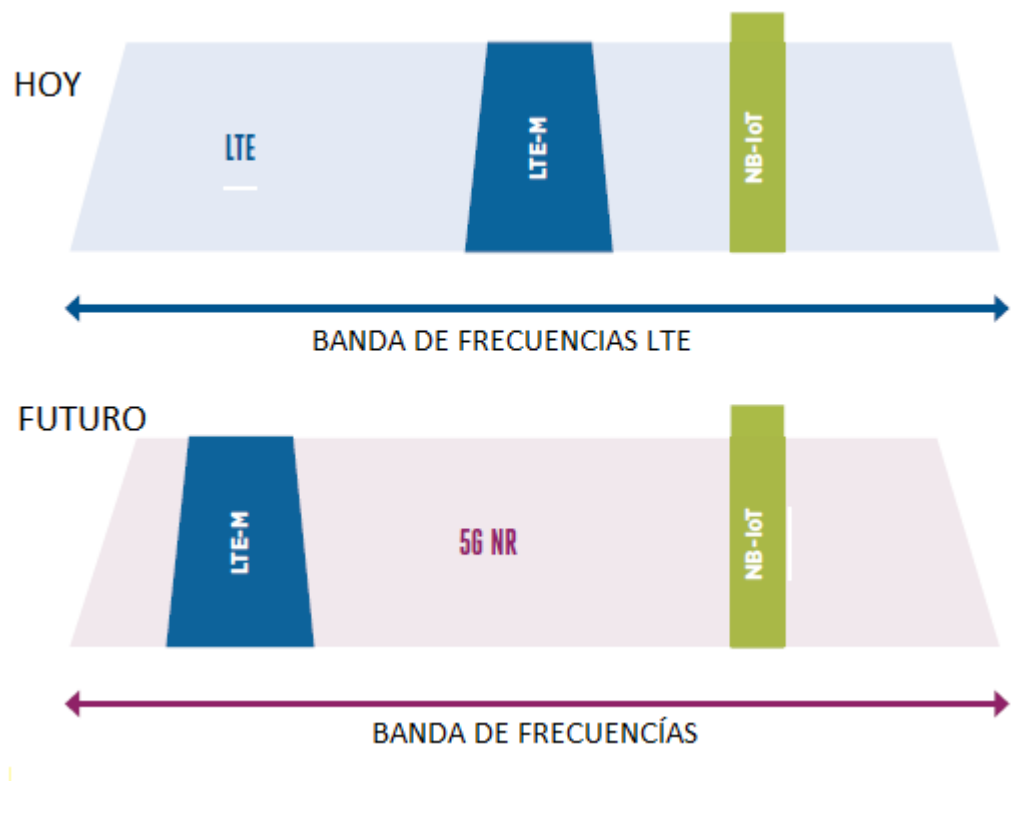 HOY
LTE
LTE-M
NB-IoT
BANDA DE FRECUENCIAS LTE
FUTURO
LTE-M
5G NR
NB-IoT
BANDA DE FRECUENCÍAS